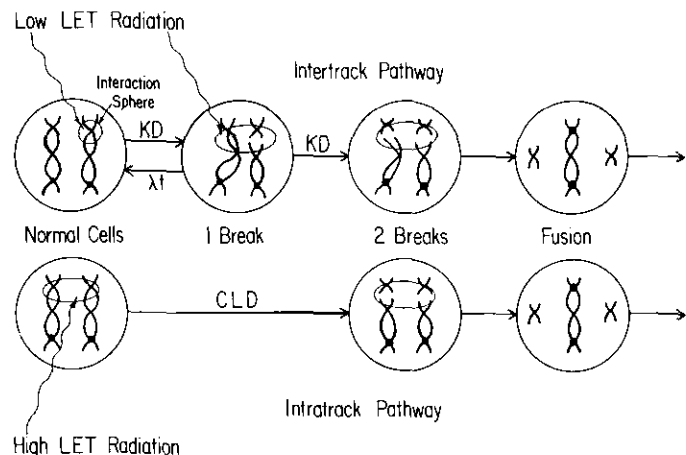 Low LET Radiation
Intertrack Pathway
Interaction
Sphere
KD
KD
λt
Normal Cells
1 Break
2 Breaks
Fusion
CLD
Intratrack Pathway
High LET Radiation